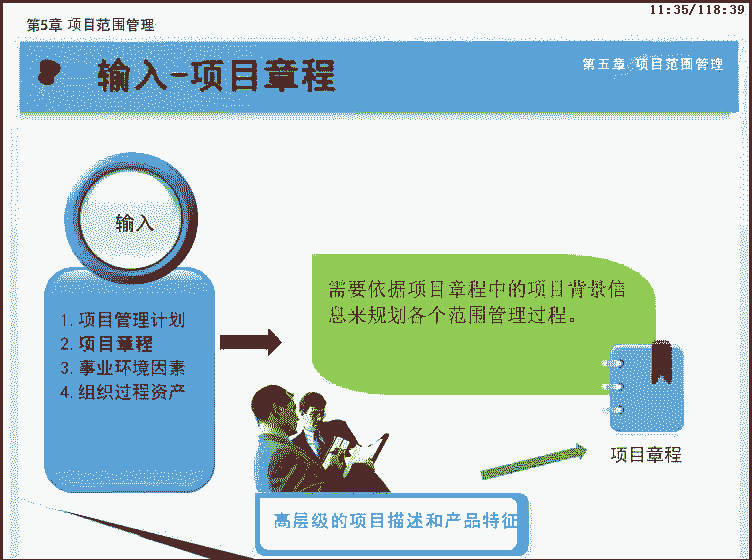 11:35/118:39
第5章 项目范围管理
输入-项目章程
第五章 项目范围管理
输入
1. 项目管理计划
2. 项目章程
3. 事业环境因素
4. 组织过程资产
需要依据项目章程中的项目背景信
息来规划各个范围管理过程。
项目章程
高层级的项目描述和产品特征